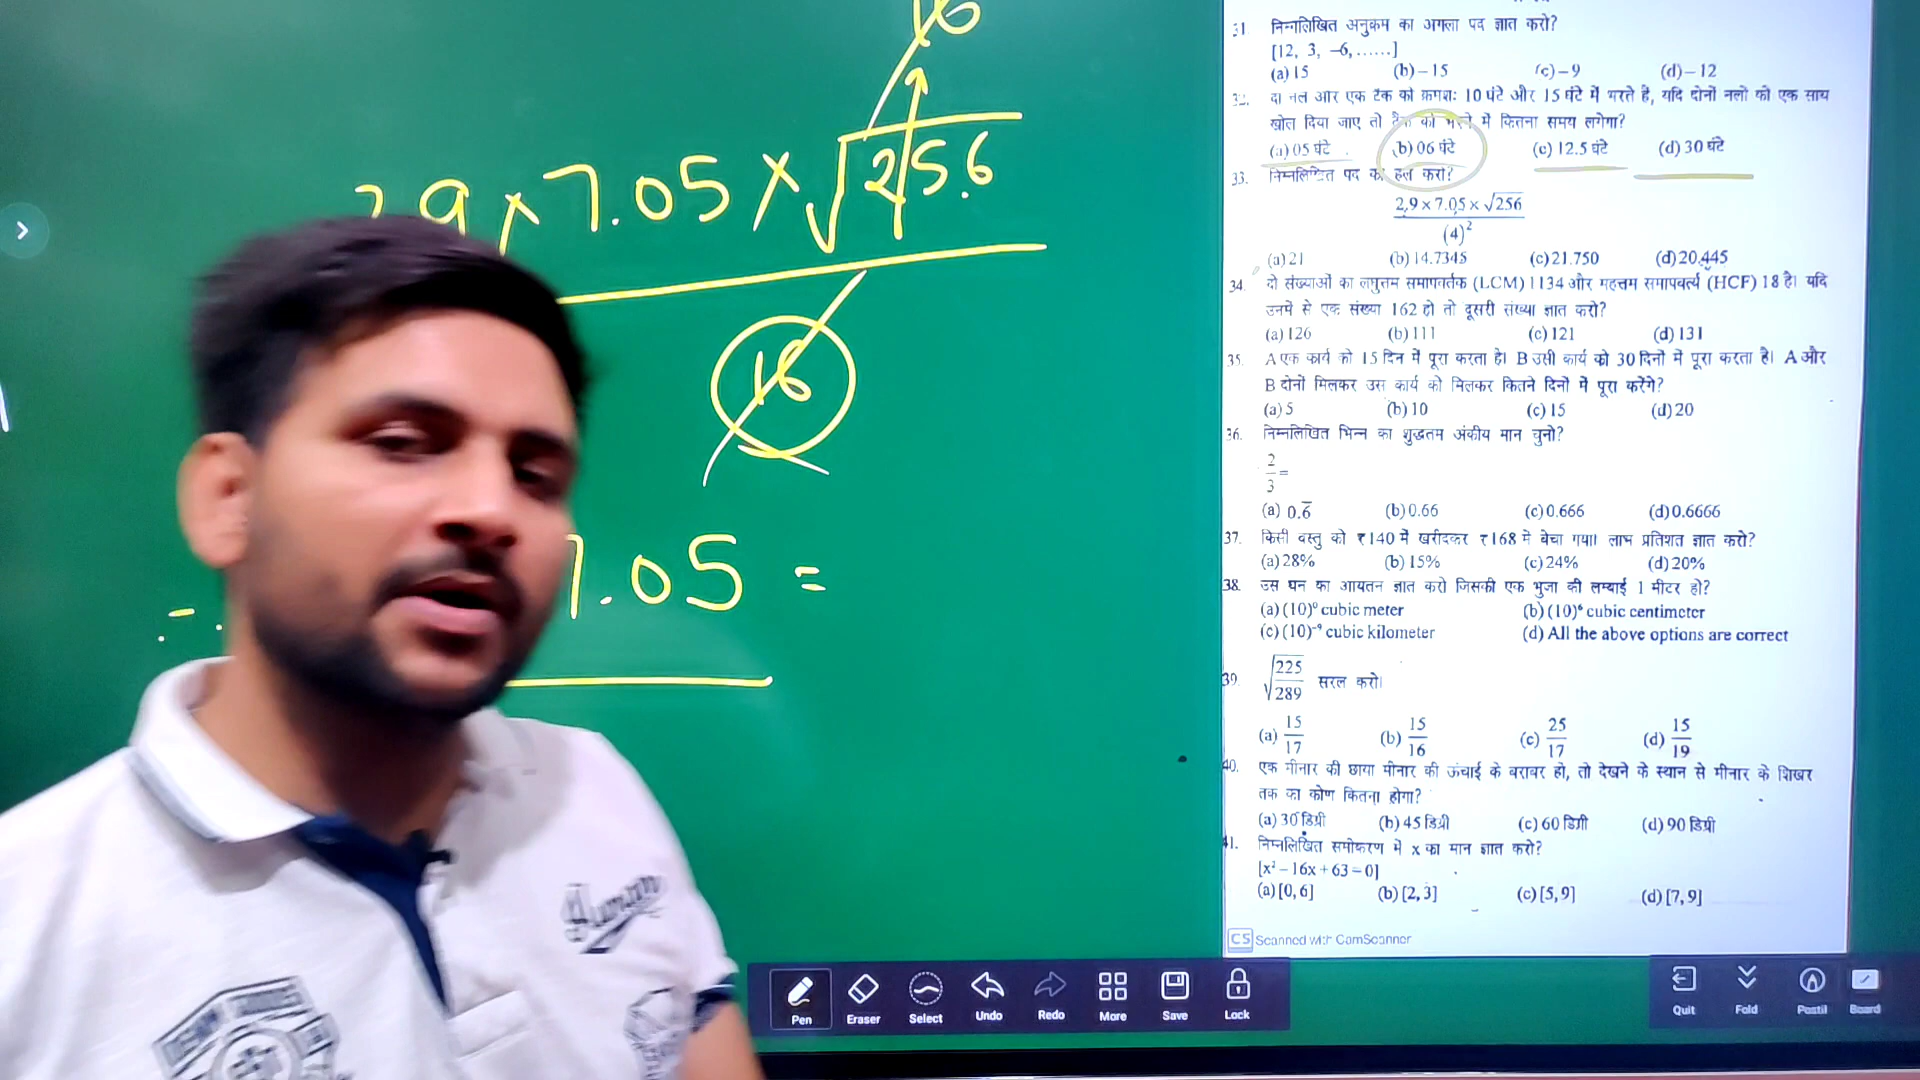 16
2.9 × 7.05 × √256
16
7.05 =
31. निम्नलिखित अनुक्रम का अगला पद ज्ञात करो?
[12, 3, –6,......]
(a) 15 (b) – 15 (c) – 9 (d) – 12
32. दो नल और एक टैंक को क्रमशः 10 घंटे और 15 घंटे में भरते हैं, यदि दोनों नलों को एक साथ
खोल दिया जाए तो टैंक को भरने में कितना समय लगेगा?
(a) 05 घंटे (b) 06 घंटे (c) 12.5 घंटे (d) 30 घंटे
33. निम्नलिखित पद को हल करो?
2.9 × 7.05 × √256
(4)²
(a) 21 (b) 14.7345 (c) 21.750 (d) 20.445
34. दो संख्याओं का लघुत्तम समापवर्तक (LCM) 1134 और महत्तम समापवर्त्य (HCF) 18 है। यदि
उनमें से एक संख्या 162 हो तो दूसरी संख्या ज्ञात करो?
(a) 126 (b) 111 (c) 121 (d) 131
35. A एक कार्य को 15 दिन में पूरा करता है। B उसी कार्य को 30 दिनों में पूरा करता है। A और
B दोनों मिलकर उस कार्य को मिलकर कितने दिनों में पूरा करेंगे?
(a) 5 (b) 10 (c) 15 (d) 20
36. निम्नलिखित भिन्न का शुद्धतम अंकीय मान चुनो?
2/3 =
(a) 0.6̅ (b) 0.66 (c) 0.666 (d) 0.6666
37. किसी वस्तु को ₹140 में खरीदकर ₹168 में बेचा गया। लाभ प्रतिशत ज्ञात करो?
(a) 28% (b) 15% (c) 24% (d) 20%
38. उस घन का आयतन ज्ञात करो जिसकी एक भुजा की लम्बाई 1 मीटर हो?
(a) (10)⁰ cubic meter (b) (10)⁶ cubic centimeter
(c) (10)⁻⁹ cubic kilometer (d) All the above options are correct
39. √225/289 सरल करो।
(a) 15/17 (b) 15/16 (c) 25/17 (d) 15/19
40. एक मीनार की छाया मीनार की ऊंचाई के बराबर हो, तो देखने के स्थान से मीनार के शिखर
तक का कोण कितना होगा?
(a) 30 डिग्री (b) 45 डिग्री (c) 60 डिग्री (d) 90 डिग्री
41. निम्नलिखित समीकरण में x का मान ज्ञात करो?
[x² – 16x + 63 = 0]
(a) [0, 6] (b) [2, 3] (c) [5, 9] (d) [7, 9]
CS Scanned with CamScanner
Pen Eraser Select Undo Redo More Save Lock
Quit Fold Postil Board